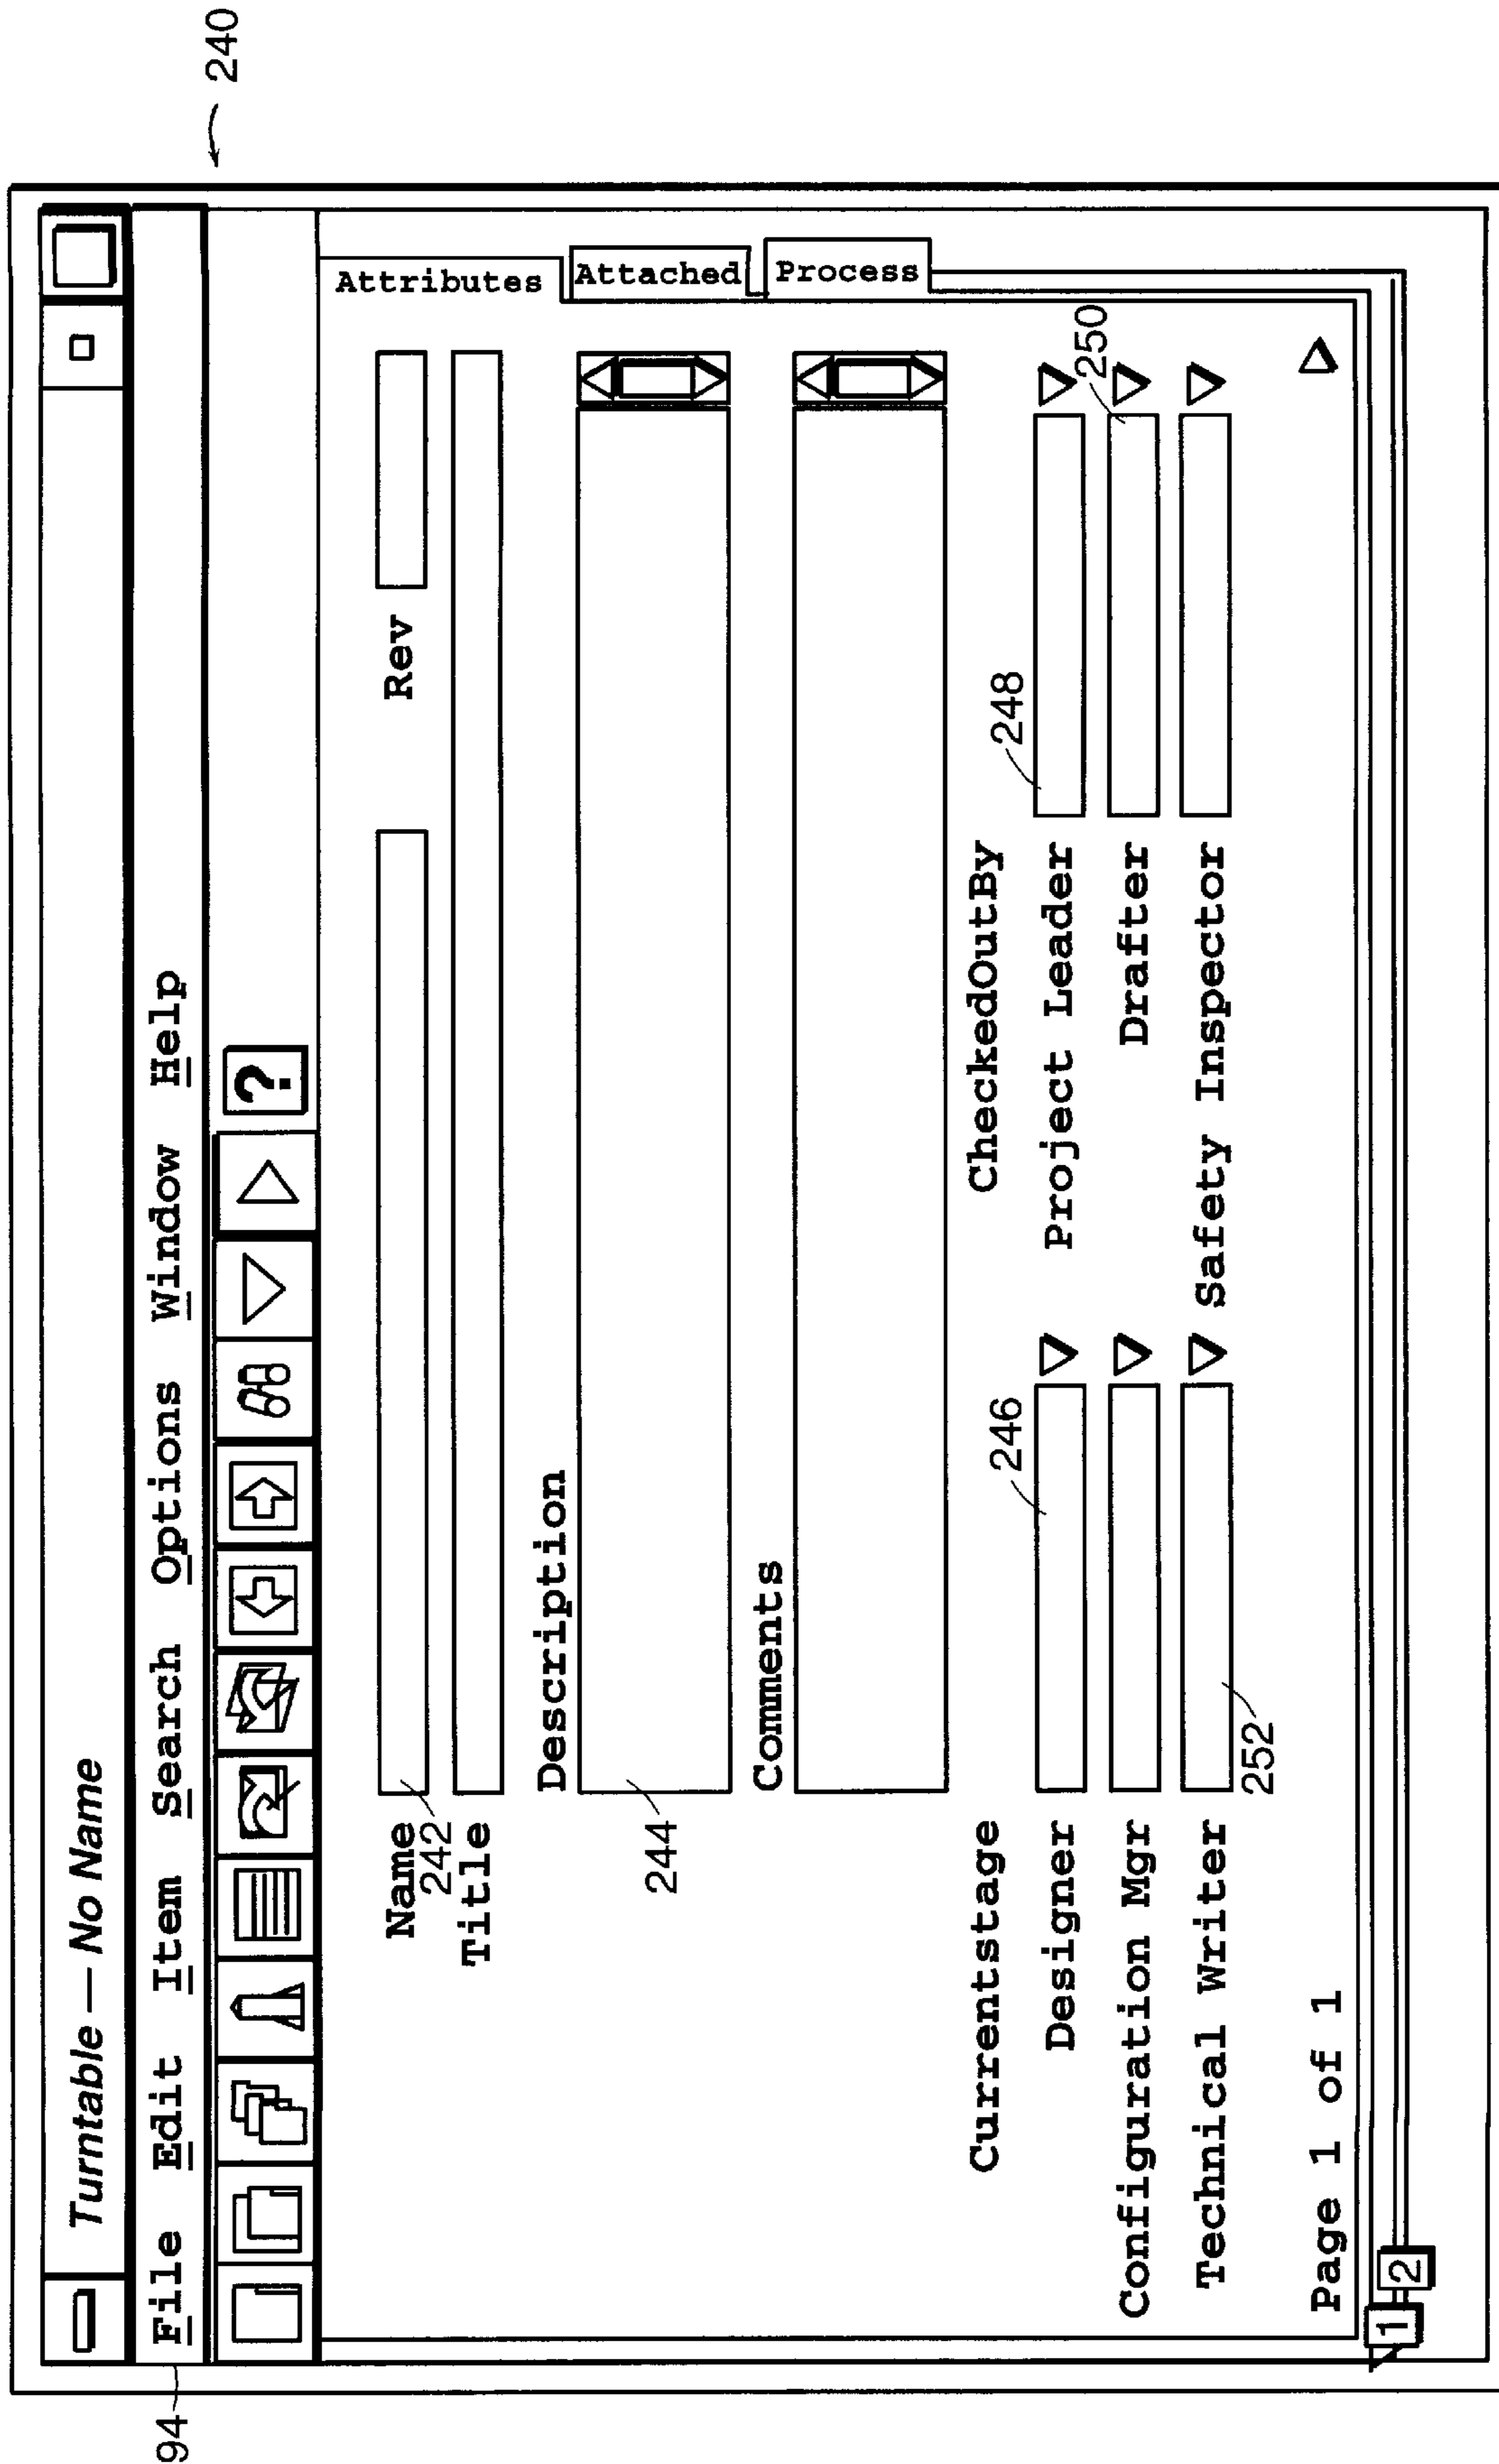 240
Turntable — No Name
94
File Edit Item Search Options Window Help
?
Attributes Attached Process
Name Rev
242
Title
Description
244
Comments
Currentstage CheckedOutBy
246 248
Designer Project Leader
250
Configuration Mgr Drafter
Technical Writer Safety Inspector
252
Page 1 of 1
1 2